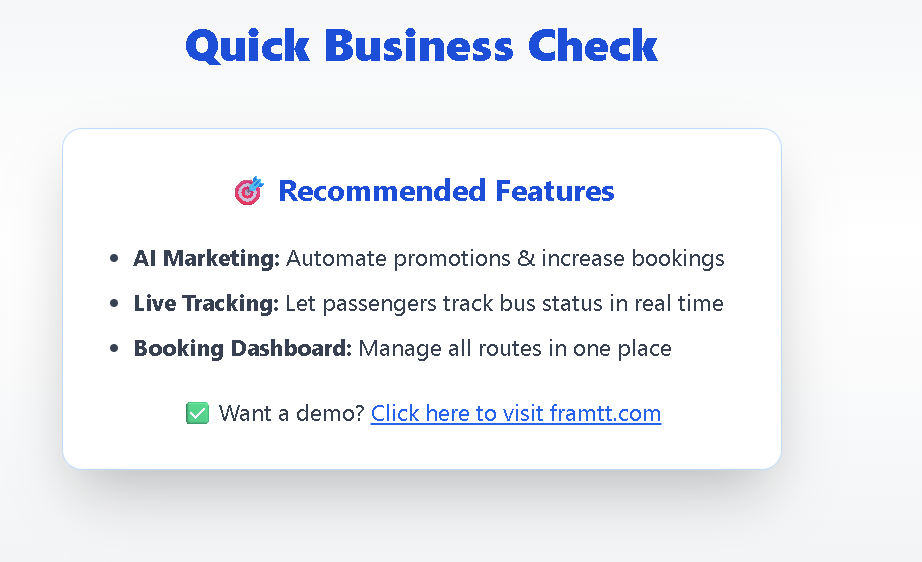 Quick Business Check
🎯 Recommended Features
• AI Marketing: Automate promotions & increase bookings
• Live Tracking: Let passengers track bus status in real time
• Booking Dashboard: Manage all routes in one place
✅ Want a demo? Click here to visit framtt.com